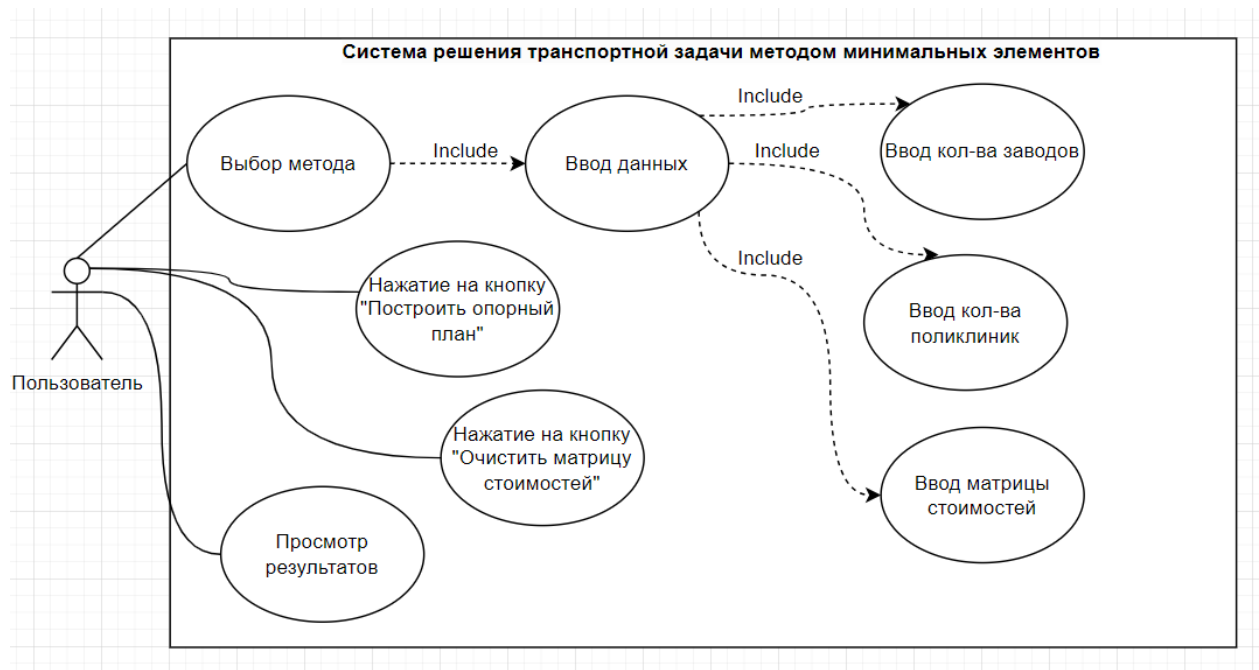 Система решения транспортной задачи методом минимальных элементов
Include
Ввод кол-ва заводов
Выбор метода
Include
Ввод данных
Include
Include
Нажатие на кнопку
"Построить опорный
план"
Ввод кол-ва
поликлиник
Пользователь
Нажатие на кнопку
"Очистить матрицу
стоимостей"
Ввод матрицы
стоимостей
Просмотр
результатов